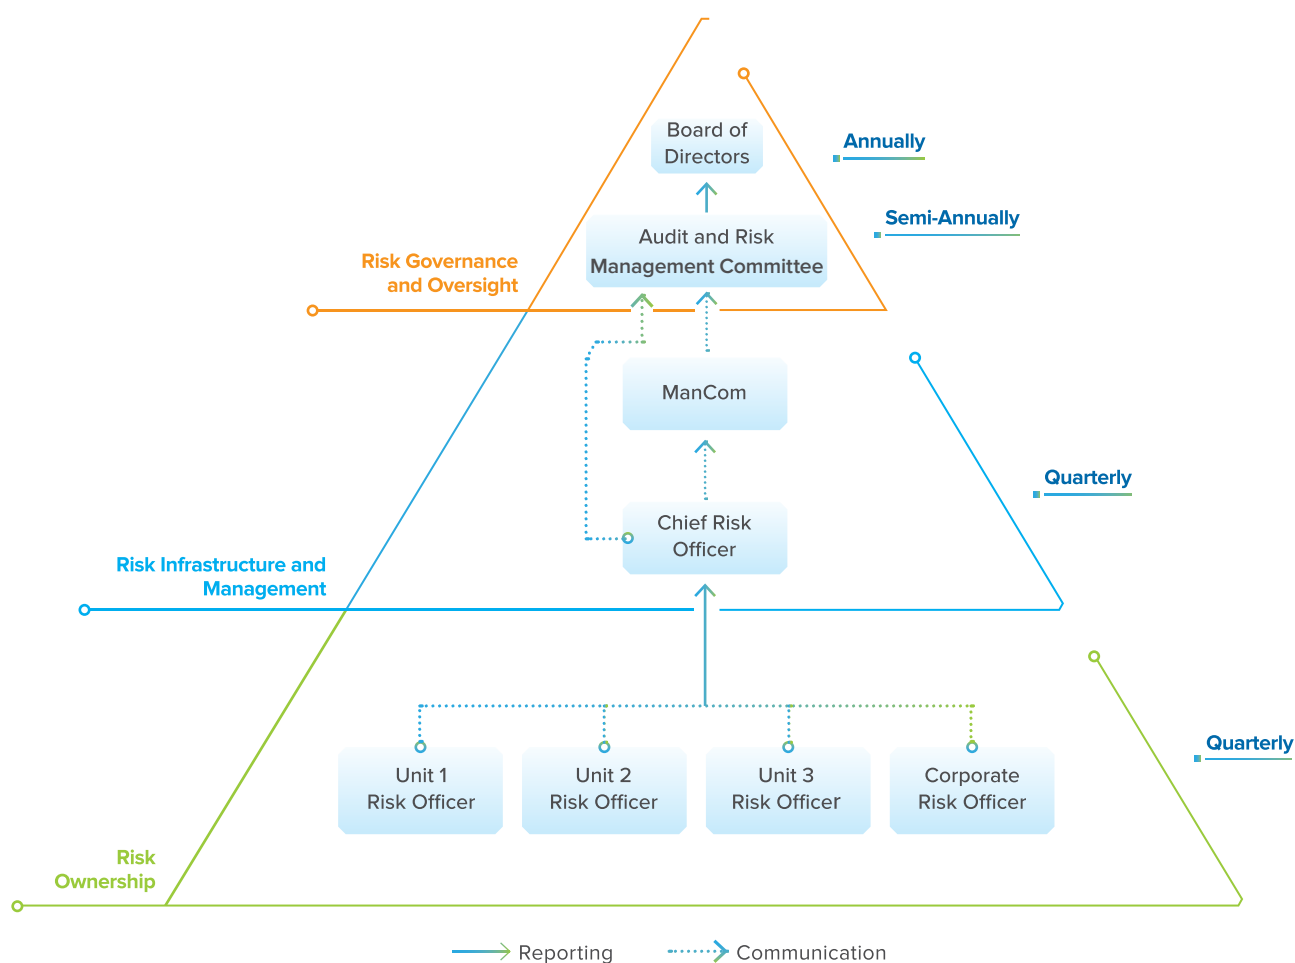 Board of
Directors
Annually
Audit and Risk
Management Committee
Semi-Annually
Risk Governance
and Oversight
ManCom
Quarterly
Chief Risk
Officer
Risk Infrastructure and
Management
Quarterly
Unit 1
Risk Officer
Unit 2
Risk Officer
Unit 3
Risk Officer
Corporate
Risk Officer
Risk
Ownership
Reporting
Communication